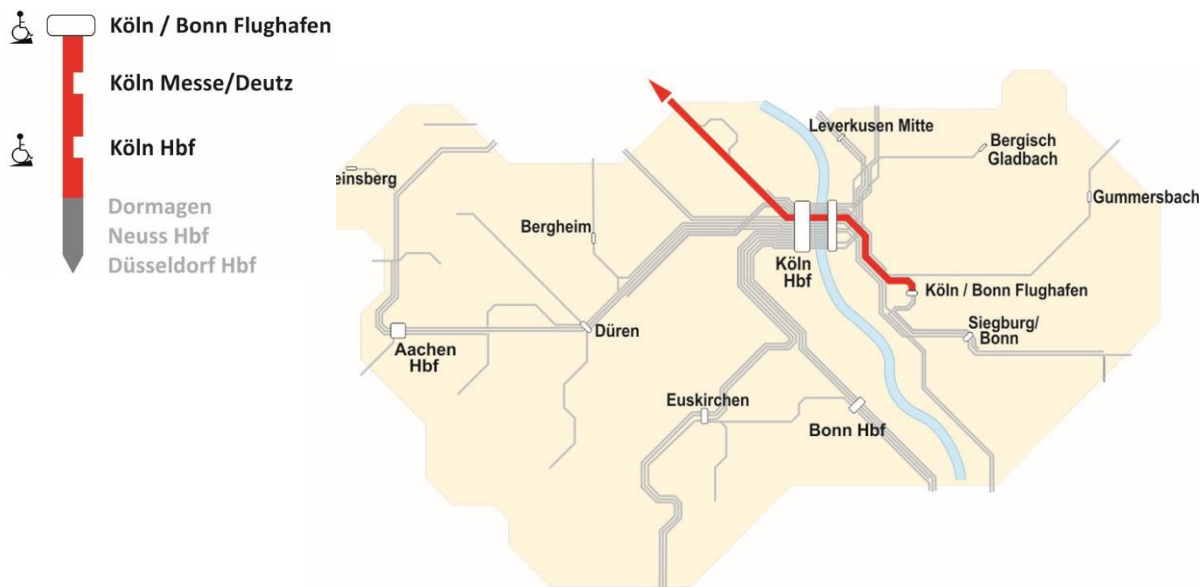 Köln / Bonn Flughafen
Köln Messe/Deutz
Köln Hbf
Dormagen
Neuss Hbf
Düsseldorf Hbf
Leverkusen Mitte
Bergisch
Gladbach
einsberg
Gummersbach
Bergheim
Köln
Hbf
Köln / Bonn Flughafen
Siegburg/
Bonn
Düren
Aachen
Hbf
Euskirchen
Bonn Hbf